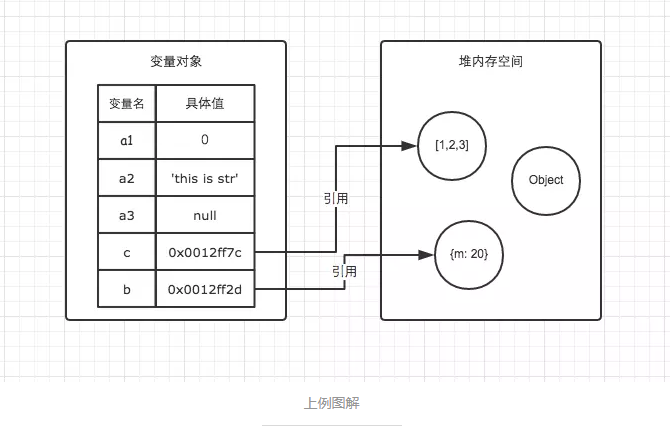 变量对象
堆内存空间
变量名 具体值
a1 0
a2 'this is str'
a3 null
c 0x0012ff7c
b 0x0012ff2d
引用
引用
[1,2,3]
Object
{m: 20}
上例图解